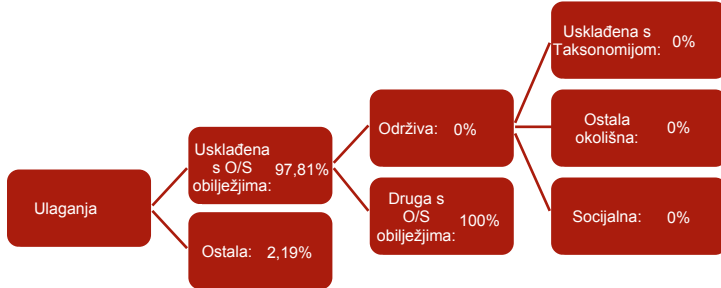 Ulaganja
Usklađena
s O/S
obilježjima:
97,81%
Ostala: 2,19%
Održiva: 0%
Druga s
O/S
obilježjima:
100%
Usklađena s
Taksonomijom:
0%
Ostala
okolišna:
0%
Socijalna: 0%